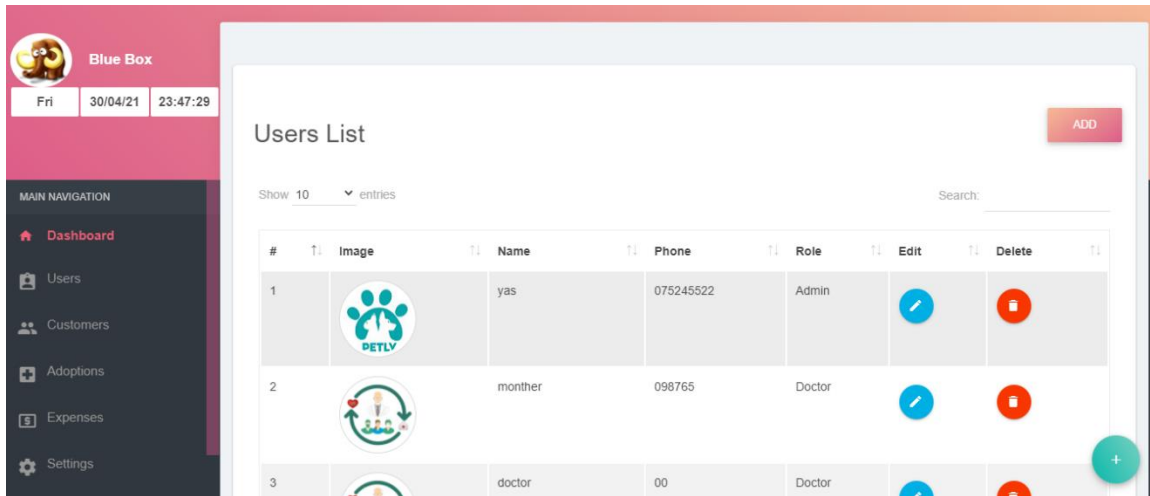 Blue Box
Fri 30/04/21 23:47:29
MAIN NAVIGATION
Dashboard
Users
Customers
Adoptions
Expenses
Settings
Users List
ADD
Show 10 entries
Search:
# Image Name Phone Role Edit Delete
1 PETLY yas 075245522 Admin
2 monther 098765 Doctor
3 doctor 00 Doctor
+